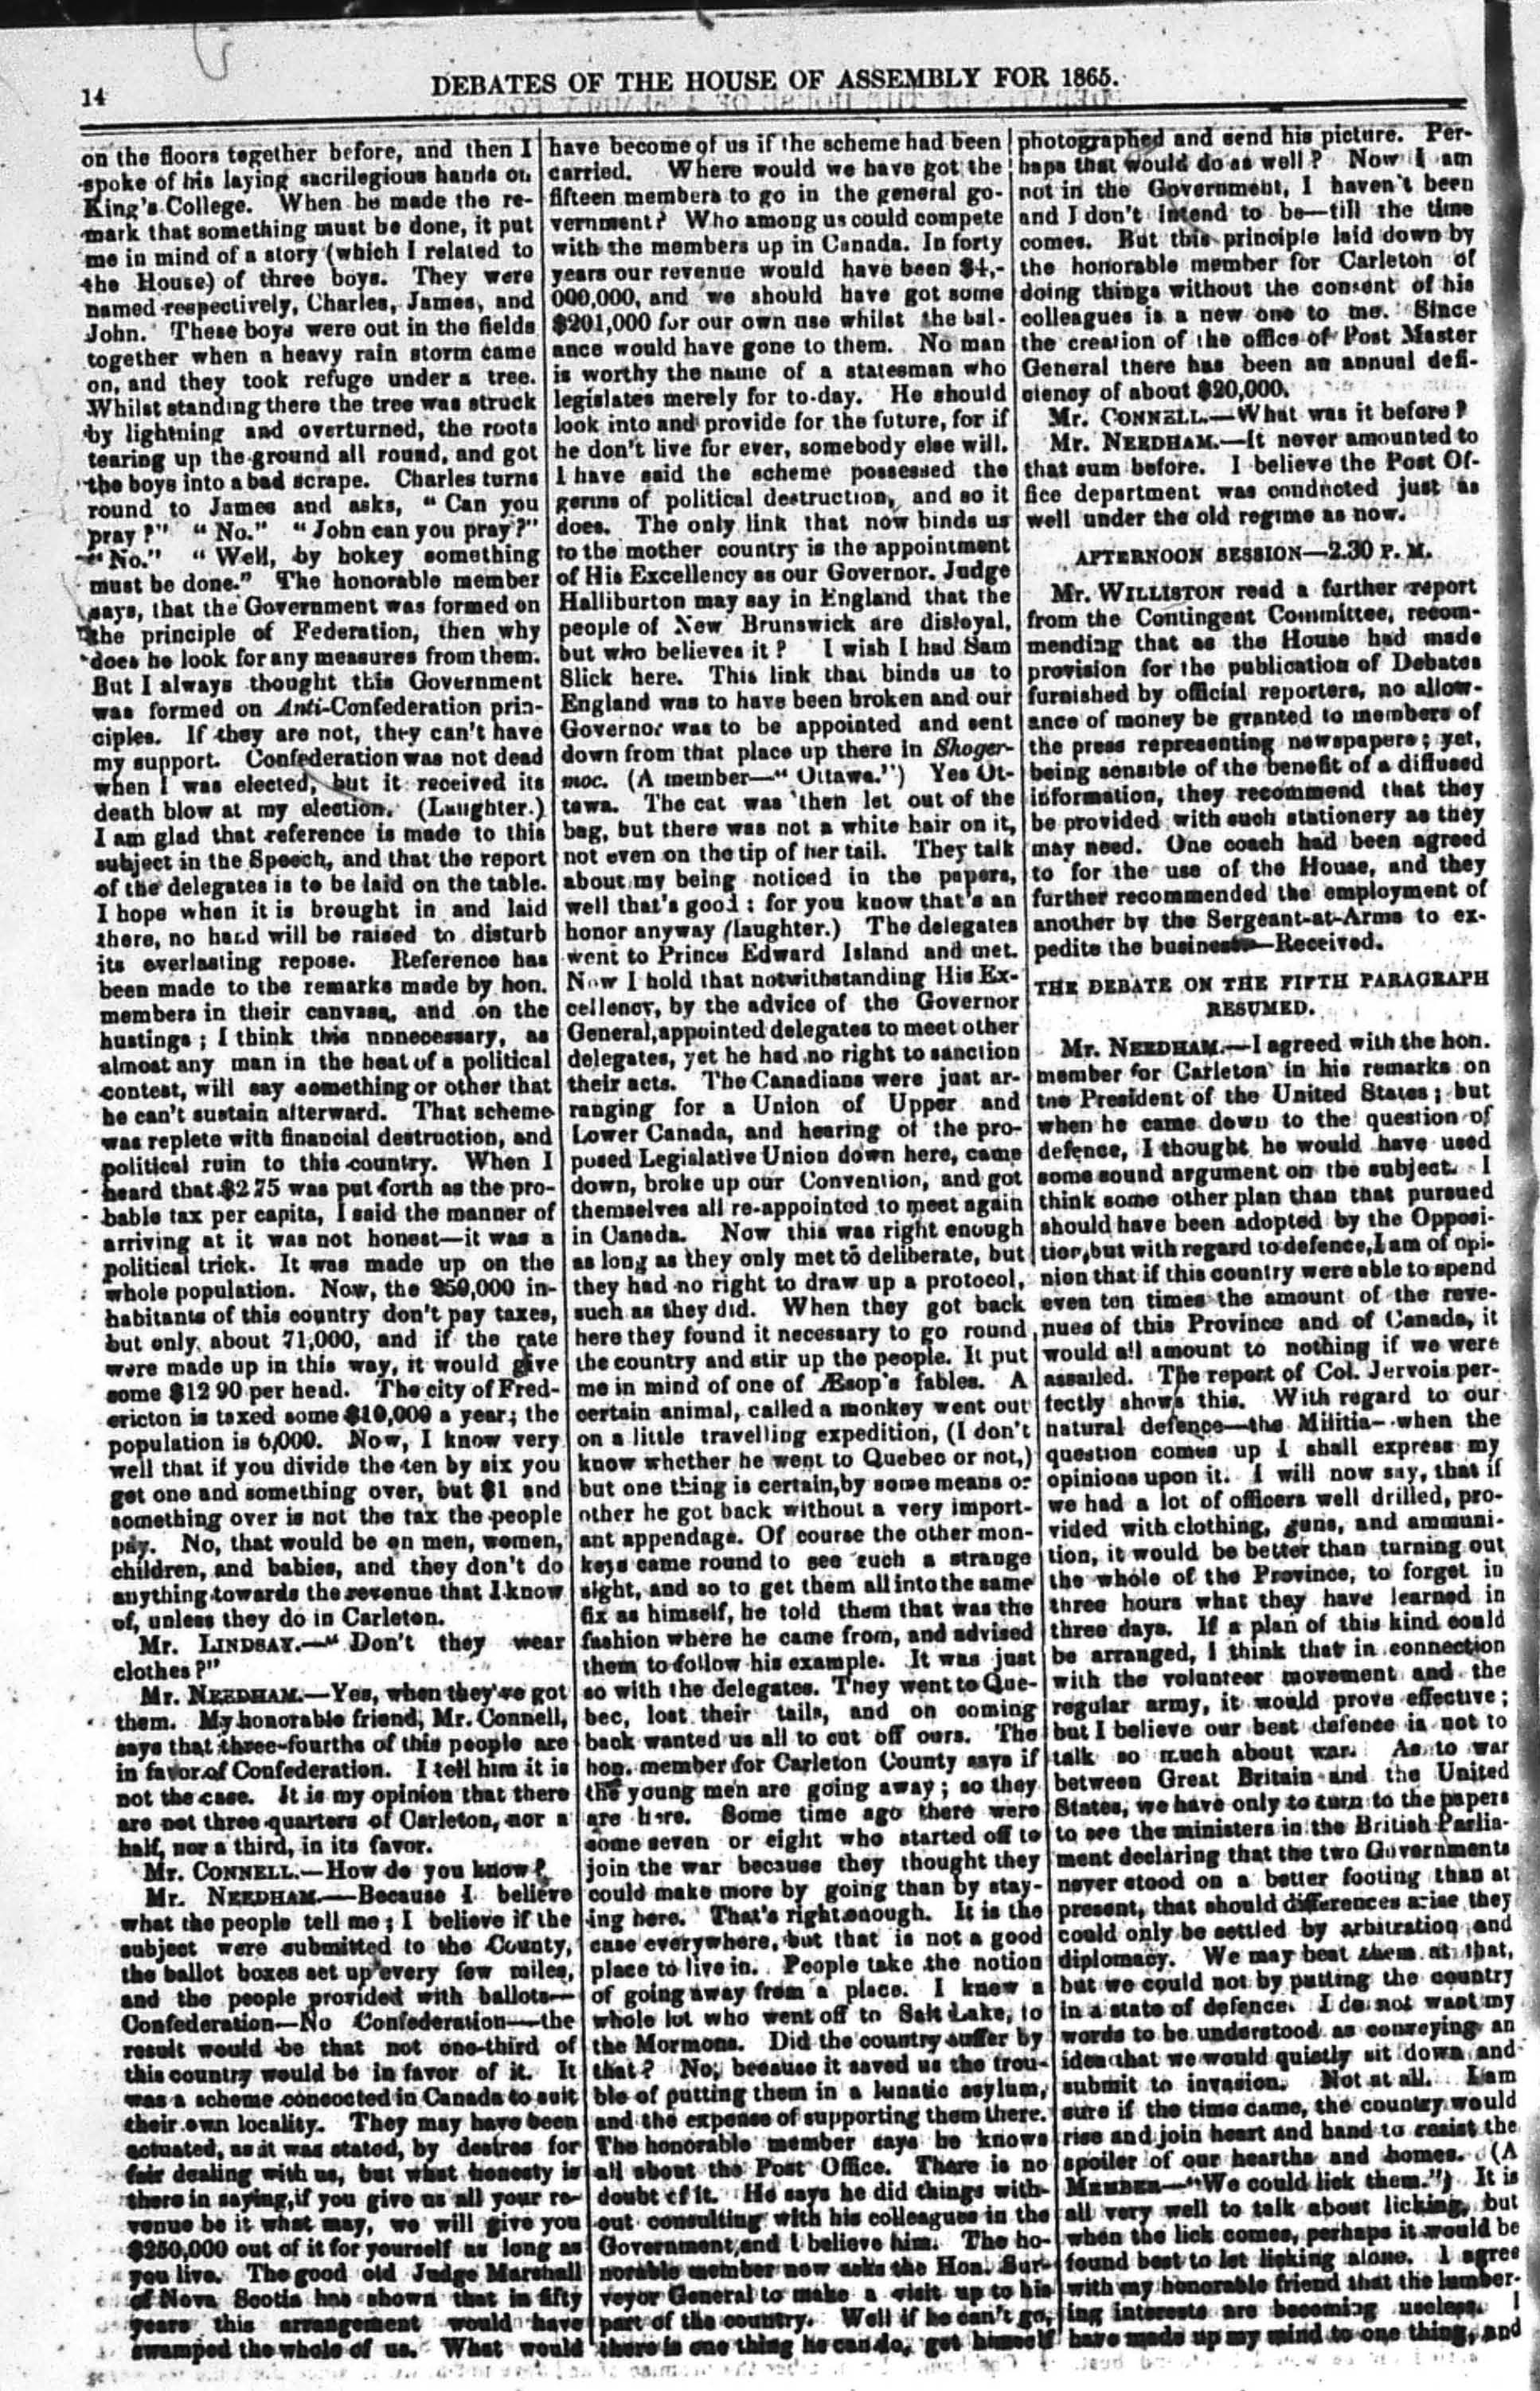 14
DEBATES OF THE HOUSE OF ASSEMBLY FOR 1865.
on the floors together before, and then I
spoke of his laying sacrilegious hands on
King's College. When he made the re-
mark that something must be done, it put
me in mind of a story (which I related to
the House) of three boys. They were
named respectively, Charles, James, and
John. These boys were out in the fields
together when a heavy rain storm came
on, and they took refuge under a tree.
Whilst standing there the tree was struck
by lightning and overturned, the roots
tearing up the ground all round, and got
the boys into a bad scrape. Charles turns
round to James and asks, "Can you
pray?" "No." "John can you pray?"
"No." "Well, by hokey something
must be done." The honorable member
says, that the Government was formed on
the principle of Federation, then why
does he look for any measures from them.
But I always thought this Government
was formed on Anti-Confederation prin-
ciples. If they are not, they can't have
my support. Confederation was not dead
when I was elected, but it received its
death blow at my election. (Laughter.)
I am glad that reference is made to this
subject in the Speech, and that the report
of the delegates is to be laid on the table.
I hope when it is brought in and laid
there, no hand will be raised to disturb
its everlasting repose. Reference has
been made to the remarks made by hon.
members in their canvass, and on the
hustings; I think this nnnecessary, as
almost any man in the heat of a political
contest, will say something or other that
he can't sustain afterward. That scheme
was replete with financial destruction, and
political ruin to this country. When I
heard that $2 75 was put forth as the pro-
bable tax per capita, I said the manner of
arriving at it was not honest—it was a
political trick. It was made up on the
whole population. Now, the 250,000 in-
habitants of this country don't pay taxes,
but only about 71,000, and if the rate
were made up in this way, it would give
some $12 90 per head. The city of Fred-
ericton is taxed some $10,000 a year; the
population is 6,000. Now, I know very
well that if you divide the ten by six you
get one and something over, but $1 and
something over is not the tax the people
pay. No, that would be on men, women,
children, and babies, and they don't do
anything towards the revenue that I know
of, unless they do in Carleton.
Mr. LINDSAY.—"Don't they wear
clothes?"
Mr. NEEDHAM.—Yes, when they've got
them. My honorable friend, Mr. Connell,
says that three-fourths of this people are
in favor of Confederation. I tell him it is
not the case. It is my opinion that there
are not three quarters of Carleton, nor a
half, nor a third, in its favor.
Mr. CONNELL.—How do you know?
Mr. NEEDHAM.—Because I believe
what the people tell me; I believe if the
subject were submitted to the County,
the ballot boxes set up every few miles,
and the people provided with ballots—
Confederation—No Confederation—the
result would be that not one-third of
this country would be in favor of it. It
was a scheme concocted in Canada to suit
their own locality. They may have been
actuated, as it was stated, by desires for
fair dealing with us, but what honesty is
there in saying, if you give us all your re-
venue be it what may, we will give you
$250,000 out of it for yourself as long as
you live. The good old Judge Marshall
of Nova Scotia has shown that in fifty
years this arrangement would have
swamped the whole of us. What would
have become of us if the scheme had been
carried. Where would we have got the
fifteen members to go in the general go-
vernment? Who among us could compete
with the members up in Canada. In forty
years our revenue would have been $4,-
000,000, and we should have got some
$201,000 for our own use whilst the bal-
ance would have gone to them. No man
is worthy the name of a statesman who
legislates merely for to-day. He should
look into and provide for the future, for if
he don't live for ever, somebody else will.
I have said the scheme possessed the
germs of political destruction, and so it
does. The only link that now binds us
to the mother country is the appointment
of His Excellency as our Governor. Judge
Halliburton may say in England that the
people of New Brunswick are disloyal,
but who believes it? I wish I had Sam
Slick here. This link that binds us to
England was to have been broken and our
Governor was to be appointed and sent
down from that place up there in Shoger-
moc. (A member—"Ottawa.") Yes Ot-
tawa. The cat was then let out of the
bag, but there was not a white hair on it,
not even on the tip of her tail. They talk
about my being noticed in the papers,
well that's good: for you know that's an
honor anyway (laughter.) The delegates
went to Prince Edward Island and met.
Now I hold that notwithstanding His Ex-
cellency, by the advice of the Governor
General, appointed delegates to meet other
delegates, yet he had no right to sanction
their acts. The Canadians were just ar-
ranging for a Union of Upper and
Lower Canada, and hearing of the pro-
posed Legislative Union down here, came
down, broke up our Convention, and got
themselves all re-appointed to meet again
in Canada. Now this was right enough
as long as they only met to deliberate, but
they had no right to draw up a protocol,
such as they did. When they got back
here they found it necessary to go round
the country and stir up the people. It put
me in mind of one of Æsop's fables. A
certain animal, called a monkey went out
on a little travelling expedition, (I don't
know whether he went to Quebec or not,)
but one thing is certain, by some means or
other he got back without a very import-
ant appendage. Of course the other mon-
keys came round to see such a strange
sight, and so to get them all into the same
fix as himself, he told them that was the
fashion where he came from, and advised
them to follow his example. It was just
so with the delegates. They went to Que-
bec, lost their tails, and on coming
back wanted us all to cut off ours. The
hon. member for Carleton County says if
the young men are going away; so they
are here. Some time ago there were
some seven or eight who started off to
join the war because they thought they
could make more by going than by stay-
ing here. That's right enough. It is the
case everywhere, but that is not a good
place to live in. People take the notion
of going away from a place. I knew a
whole lot who went off to Salt Lake, to
the Mormons. Did the country suffer by
that? No, because it saved us the trou-
ble of putting them in a lunatic asylum,
and the expense of supporting them there.
The honorable member says he knows
all about the Post Office. There is no
doubt of it. He says he did things with-
out consulting with his colleagues in the
Government, and I believe him. The ho-
norable member now asks the Hon. Sur-
veyor General to make a visit up to his
part of the country. Well if he can't go,
there is one thing he can do, get himself
photographed and send his picture. Per-
haps that would do as well? Now I am
not in the Government, I haven't been
and I don't intend to be—till the time
comes. But this principle laid down by
the honorable member for Carleton of
doing things without the consent of his
colleagues is a new one to me. Since
the creation of the office of Post Master
General there has been an annual defi-
ciency of about $20,000.
Mr. CONNELL.—What was it before?
Mr. NEEDHAM.—It never amounted to
that sum before. I believe the Post Of-
fice department was conducted just as
well under the old regime as now.
AFTERNOON SESSION—2.30 P. M.
Mr. WILLISTON read a further report
from the Contingent Committee, recom-
mending that as the House had made
provision for the publication of Debates
furnished by official reporters, no allow-
ance of money be granted to members of
the press representing newspapers; yet,
being sensible of the benefit of a diffused
information, they recommend that they
be provided with such stationery as they
may need. One coach had been agreed
to for the use of the House, and they
further recommended the employment of
another by the Sergeant-at-Arms to ex-
pedite the business—Received.
THE DEBATE ON THE FIFTH PARAGRAPH
RESUMED.
Mr. NEEDHAM.—I agreed with the hon.
member for Carleton in his remarks on
the President of the United States; but
when he came down to the question of
defence, I thought he would have used
some sound argument on the subject. I
think some other plan than that pursued
should have been adopted by the Opposi-
tion, but with regard to defence, I am of opi-
nion that if this country were able to spend
even ten times the amount of the reve-
nues of this Province and of Canada, it
would all amount to nothing if we were
assailed. The report of Col. Jervois per-
fectly shows this. With regard to our
natural defence—the Militia—when the
question comes up I shall express my
opinions upon it. I will now say, that if
we had a lot of officers well drilled, pro-
vided with clothing, guns, and ammuni-
tion, it would be better than turning out
the whole of the Province, to forget in
three hours what they have learned in
three days. If a plan of this kind could
be arranged, I think that in connection
with the volunteer movement and the
regular army, it would prove effective;
but I believe our best defence is not to
talk so much about war. As to war
between Great Britain and the United
States, we have only to turn to the papers
to see the ministers in the British Parlia-
ment declaring that the two Governments
never stood on a better footing than at
present, that should differences arise they
could only be settled by arbitration and
diplomacy. We may beat them at that,
but we could not by putting the country
in a state of defence. I do not want my
words to be understood as conveying an
idea that we would quietly sit down and
submit to invasion. Not at all. I am
sure if the time came, the country would
rise and join heart and hand to resist the
spoiler of our hearths and homes. (A
MEMBER—"We could lick them.") It is
all very well to talk about licking, but
when the lick comes, perhaps it would be
found best to let licking alone. I agree
with my honorable friend that the lumber-
ing interests are becoming useless. I
have made up my mind to one thing, and